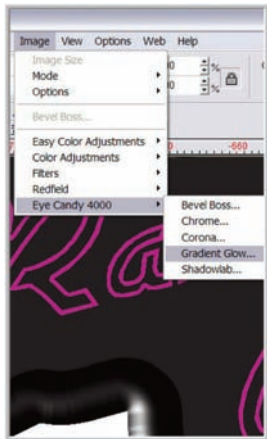 Image View Options Web Help
Image Size
Mode
Options
Bevel Boss...
Easy Color Adjustments
Color Adjustments
Filters
Redfield
Eye Candy 4000
-660
Bevel Boss...
Chrome...
Corona...
Gradient Glow...
Shadowlab...